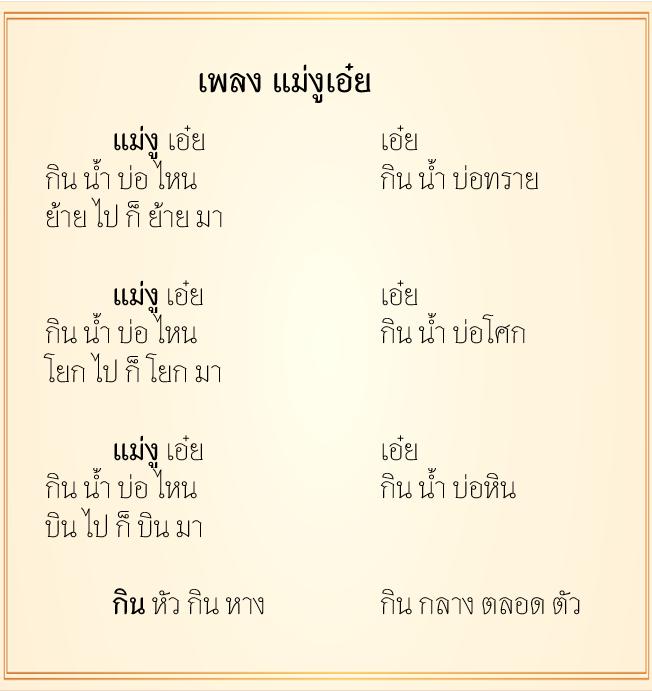 เพลง แม่งูเอ๋ย
แม่งู เอ๋ย เอ๋ย
กิน น้ำ บ่อ ไหน กิน น้ำ บ่อทราย
ย้าย ไป ก็ ย้าย มา
แม่งู เอ๋ย เอ๋ย
กิน น้ำ บ่อ ไหน กิน น้ำ บ่อโศก
โยก ไป ก็ โยก มา
แม่งู เอ๋ย เอ๋ย
กิน น้ำ บ่อ ไหน กิน น้ำ บ่อหิน
บิน ไป ก็ บิน มา
กิน หัว กิน หาง กิน กลาง ตลอด ตัว